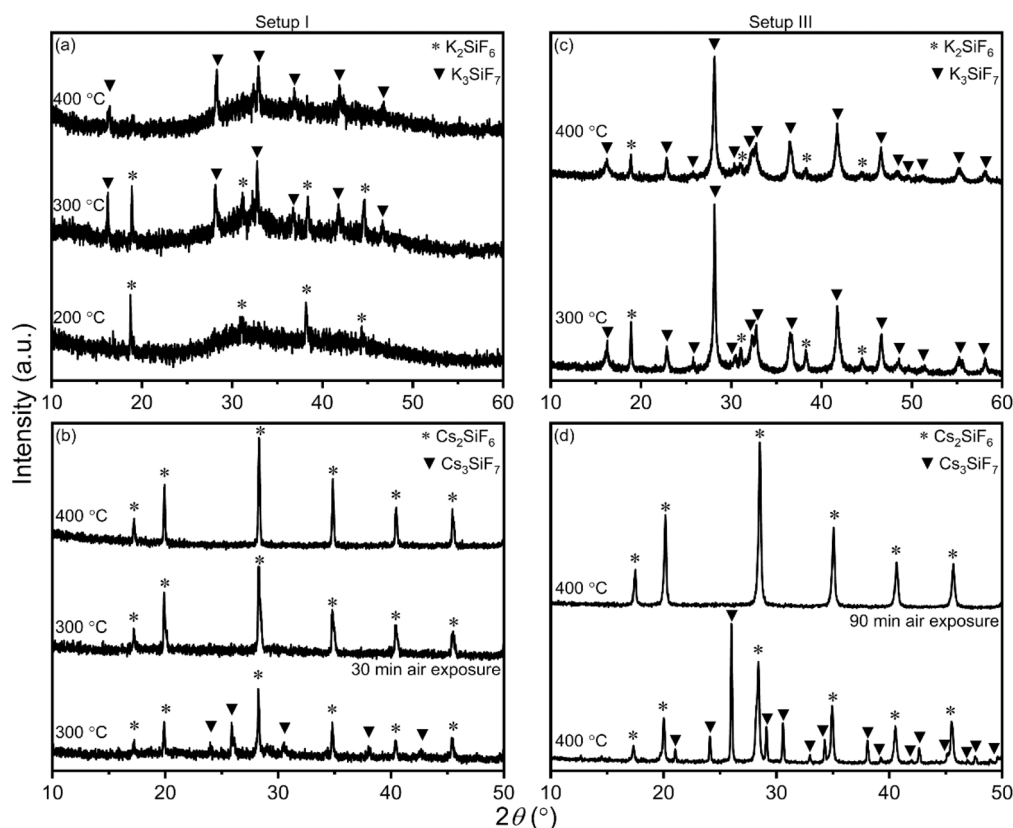 Setup I
Setup III
(a)
* K₂SiF₆
▼ K₃SiF₇
400 °C
300 °C
200 °C
10 20 30 40 50 60
(c)
* K₂SiF₆
▼ K₃SiF₇
400 °C
300 °C
10 20 30 40 50 60
Intensity (a.u.)
(b)
* Cs₂SiF₆
▼ Cs₃SiF₇
400 °C
300 °C
30 min air exposure
300 °C
10 20 30 40 50 60
(d)
* Cs₂SiF₆
▼ Cs₃SiF₇
400 °C
90 min air exposure
400 °C
10 20 30 40 50
2θ (°)